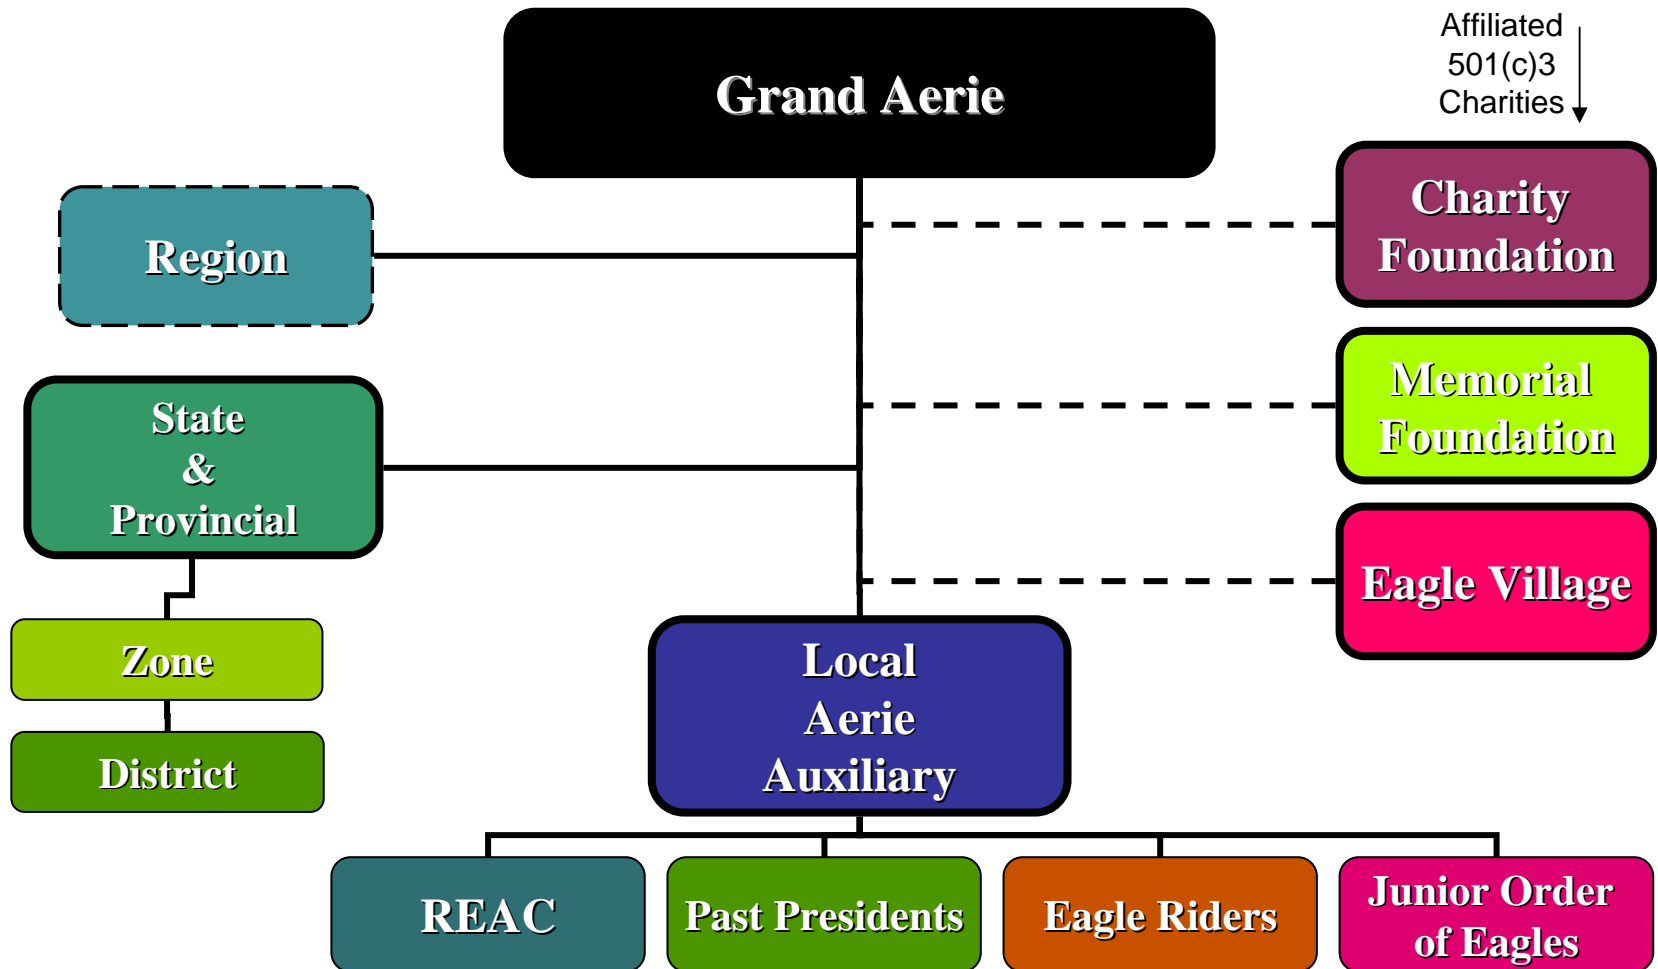 Grand Aerie
Affiliated
501(c)3
Charities
Region
Charity
Foundation
State
&
Provincial
Memorial
Foundation
Eagle Village
Zone
District
Local
Aerie
Auxiliary
REAC
Past Presidents
Eagle Riders
Junior Order
of Eagles